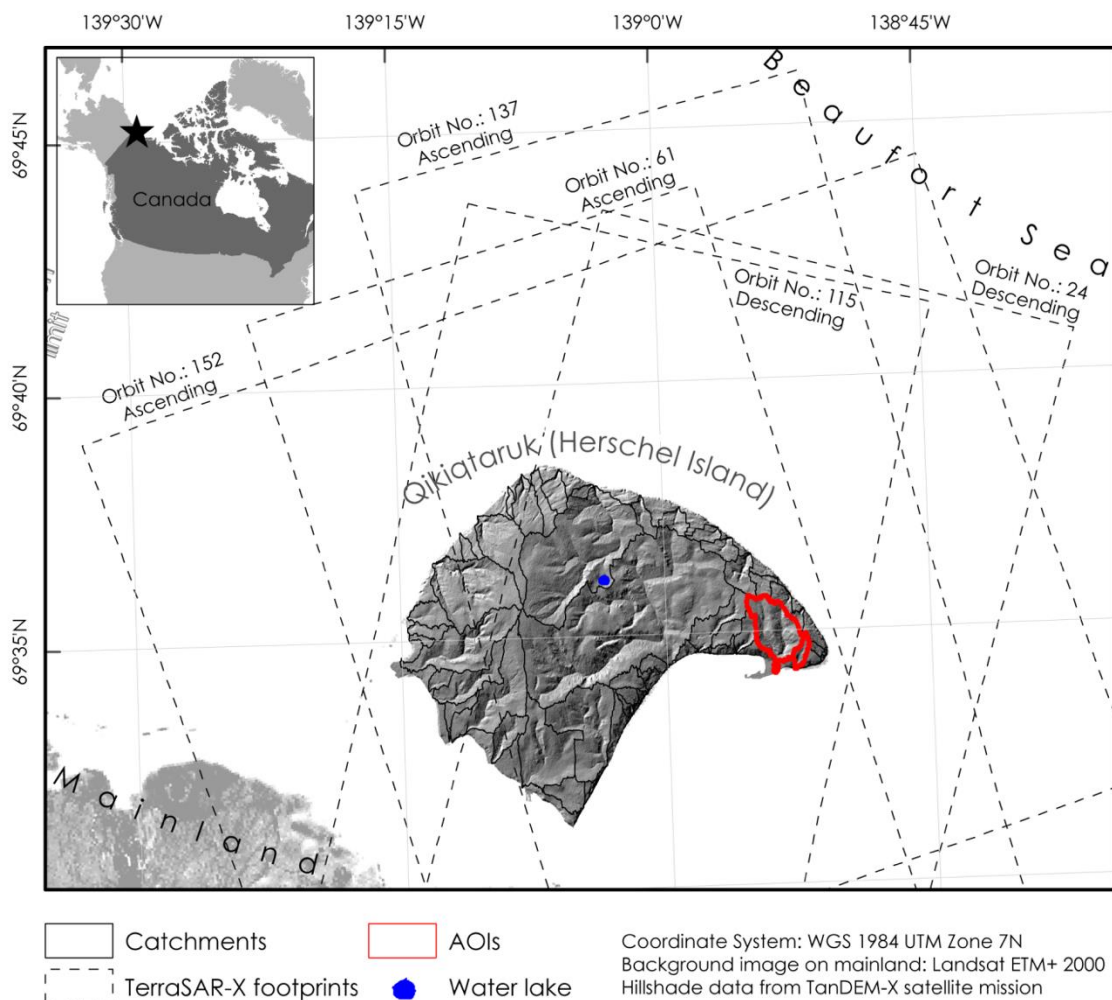 139°30'W 139°15'W 139°0'W 138°45'W
69°45'N
69°40'N
69°35'N
Canada
Beaufort Sea
Orbit No.: 137
Ascending
Orbit No.: 61
Ascending
Orbit No.: 24
Descending
Orbit No.: 115
Descending
limit
Orbit No.: 152
Ascending
Qikiqtaruk (Herschel Island)
Mainland
Catchments
AOIs
TerraSAR-X footprints
Water lake
Coordinate System: WGS 1984 UTM Zone 7N
Background image on mainland: Landsat ETM+ 2000
Hillshade data from TanDEM-X satellite mission